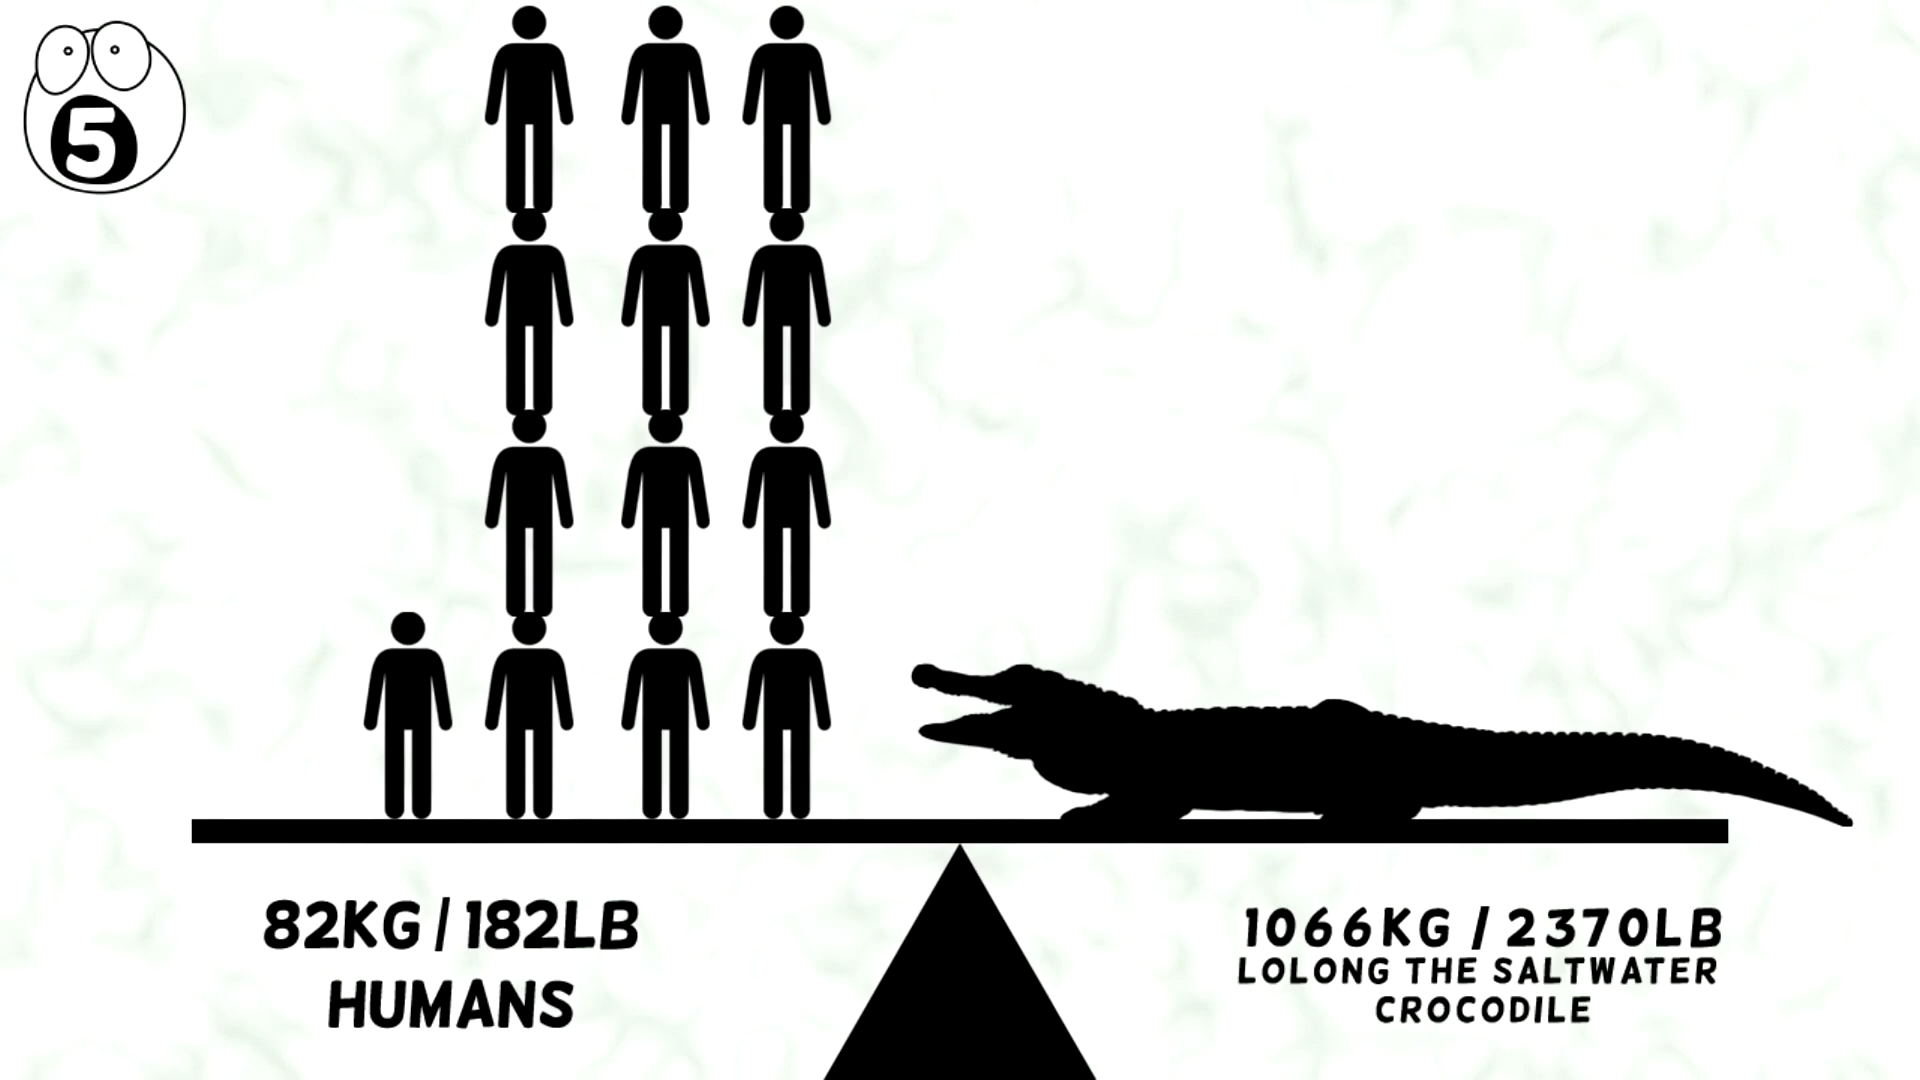 5
82KG / 182LB
HUMANS
1066KG / 2370LB
LOLONG THE SALTWATER
CROCODILE